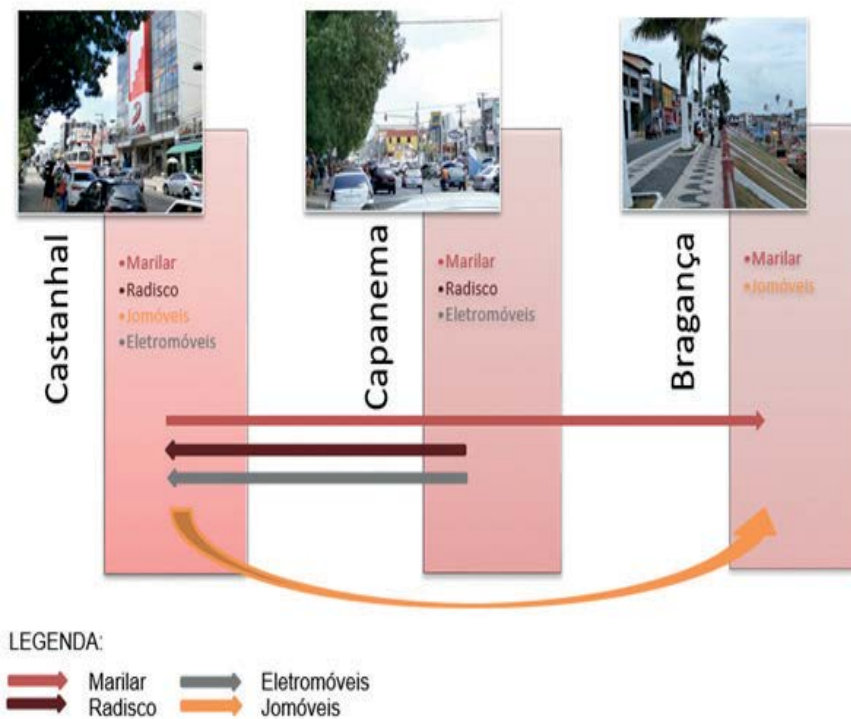 Castanhal
•Marilar
•Radisco
•Jomóveis
•Eletromóveis
Capanema
•Marilar
•Radisco
•Eletromóveis
Bragança
•Marilar
•Jomóveis
LEGENDA:
Marilar
Eletromóveis
Radisco
Jomóveis